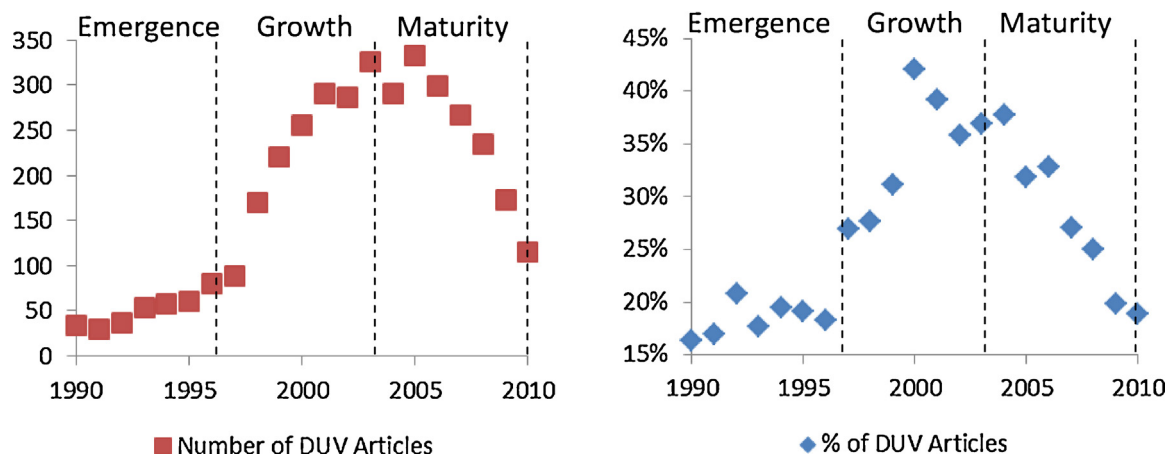 Emergence Growth Maturity
350
300
250
200
150
100
50
0
1990 1995 2000 2005 2010
Number of DUV Articles
Emergence Growth Maturity
45%
40%
35%
30%
25%
20%
15%
1990 1995 2000 2005 2010
% of DUV Articles